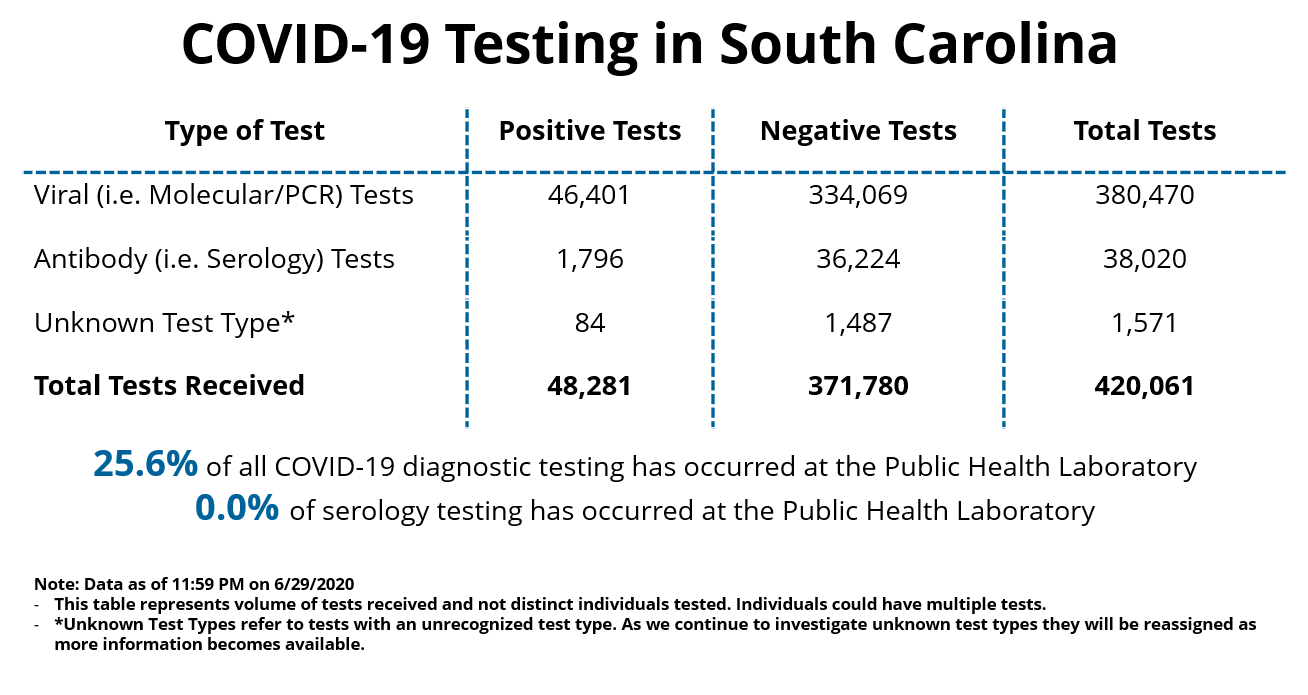 COVID-19 Testing in South Carolina
Type of Test Positive Tests Negative Tests Total Tests
Viral (i.e. Molecular/PCR) Tests 46,401 334,069 380,470
Antibody (i.e. Serology) Tests 1,796 36,224 38,020
Unknown Test Type* 84 1,487 1,571
Total Tests Received 48,281 371,780 420,061
25.6% of all COVID-19 diagnostic testing has occurred at the Public Health Laboratory
0.0% of serology testing has occurred at the Public Health Laboratory
Note: Data as of 11:59 PM on 6/29/2020
- This table represents volume of tests received and not distinct individuals tested. Individuals could have multiple tests.
- *Unknown Test Types refer to tests with an unrecognized test type. As we continue to investigate unknown test types they will be reassigned as
more information becomes available.